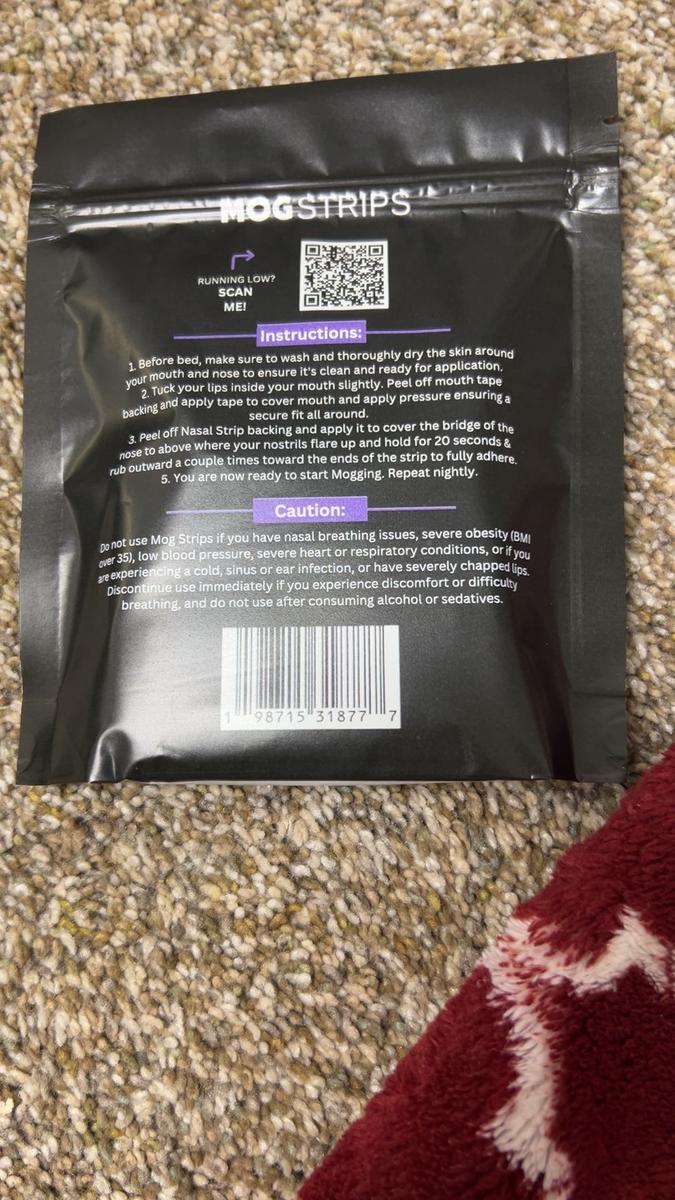 MOGSTRIPS
RUNNING LOW?
SCAN
ME!
Instructions:
1. Before bed, make sure to wash and thoroughly dry the skin around
your mouth and nose to ensure it's clean and ready for application.
2. Tuck your lips inside your mouth slightly. Peel off mouth tape
backing and apply tape to cover mouth and apply pressure ensuring a
secure fit all around.
3. Peel off Nasal Strip backing and apply it to cover the bridge of the
nose to above where your nostrils flare up and hold for 20 seconds &
rub outward a couple times toward the ends of the strip to fully adhere.
5. You are now ready to start Mogging. Repeat nightly.
Caution:
Do not use Mog Strips if you have nasal breathing issues, severe obesity (BMI
over 35), low blood pressure, severe heart or respiratory conditions, or if you
are experiencing a cold, sinus or ear infection, or have severely chapped lips.
Discontinue use immediately if you experience discomfort or difficulty
breathing, and do not use after consuming alcohol or sedatives.
1 98715 31877 7